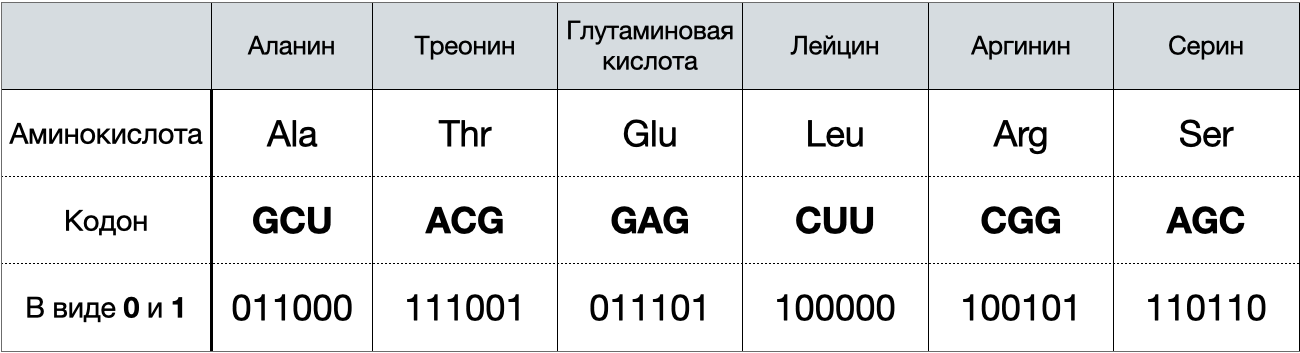 Аланин Треонин Глутаминовая кислота Лейцин Аргинин Серин
Аминокислота Ala Thr Glu Leu Arg Ser
Кодон GCU ACG GAG CUU CGG AGC
В виде 0 и 1 011000 111001 011101 100000 100101 110110